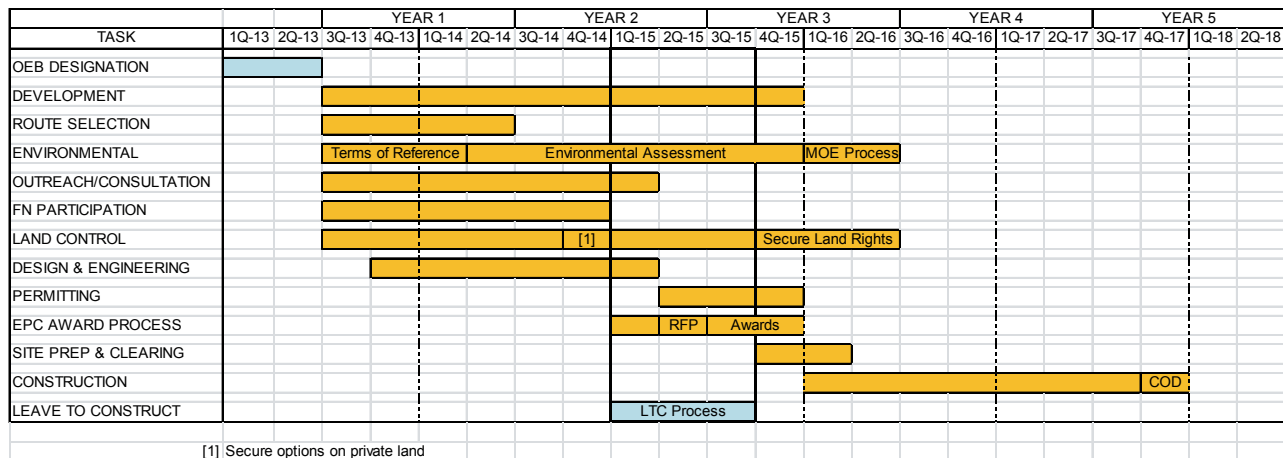 YEAR 1 YEAR 2 YEAR 3 YEAR 4 YEAR 5
TASK 1Q-13 2Q-13 3Q-13 4Q-13 1Q-14 2Q-14 3Q-14 4Q-14 1Q-15 2Q-15 3Q-15 4Q-15 1Q-16 2Q-16 3Q-16 4Q-16 1Q-17 2Q-17 3Q-17 4Q-17 1Q-18 2Q-18
OEB DESIGNATION
DEVELOPMENT
ROUTE SELECTION
ENVIRONMENTAL Terms of Reference Environmental Assessment MOE Process
OUTREACH/CONSULTATION
FN PARTICIPATION
LAND CONTROL [1] Secure Land Rights
DESIGN & ENGINEERING
PERMITTING
EPC AWARD PROCESS RFP Awards
SITE PREP & CLEARING
CONSTRUCTION COD
LEAVE TO CONSTRUCT LTC Process
[1] Secure options on private land